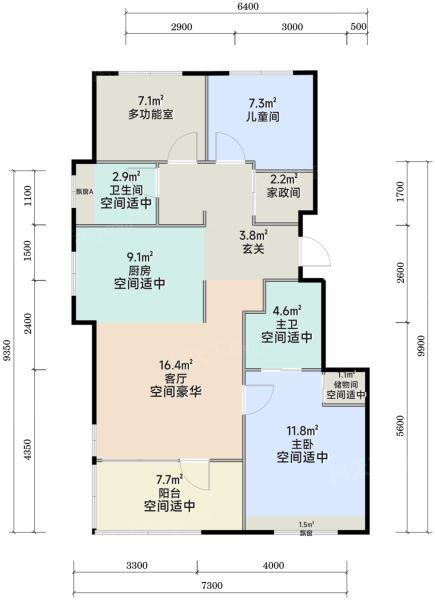 6400
2900
3000
500
7.1㎡
多功能室
7.3㎡
儿童间
2.9㎡
卫生间
空间适中
飘窗A
2.2㎡
家政间
3.8㎡
玄关
9.1㎡
厨房
空间适中
4.6㎡
主卫
空间适中
16.4㎡
客厅
空间豪华
1.1㎡
储物间
空间适中
11.8㎡
主卧
空间适中
7.7㎡
阳台
空间适中
1.5㎡
飘窗
1100
1500
2400
4350
9350
1700
2600
5600
9900
3300
4000
7300